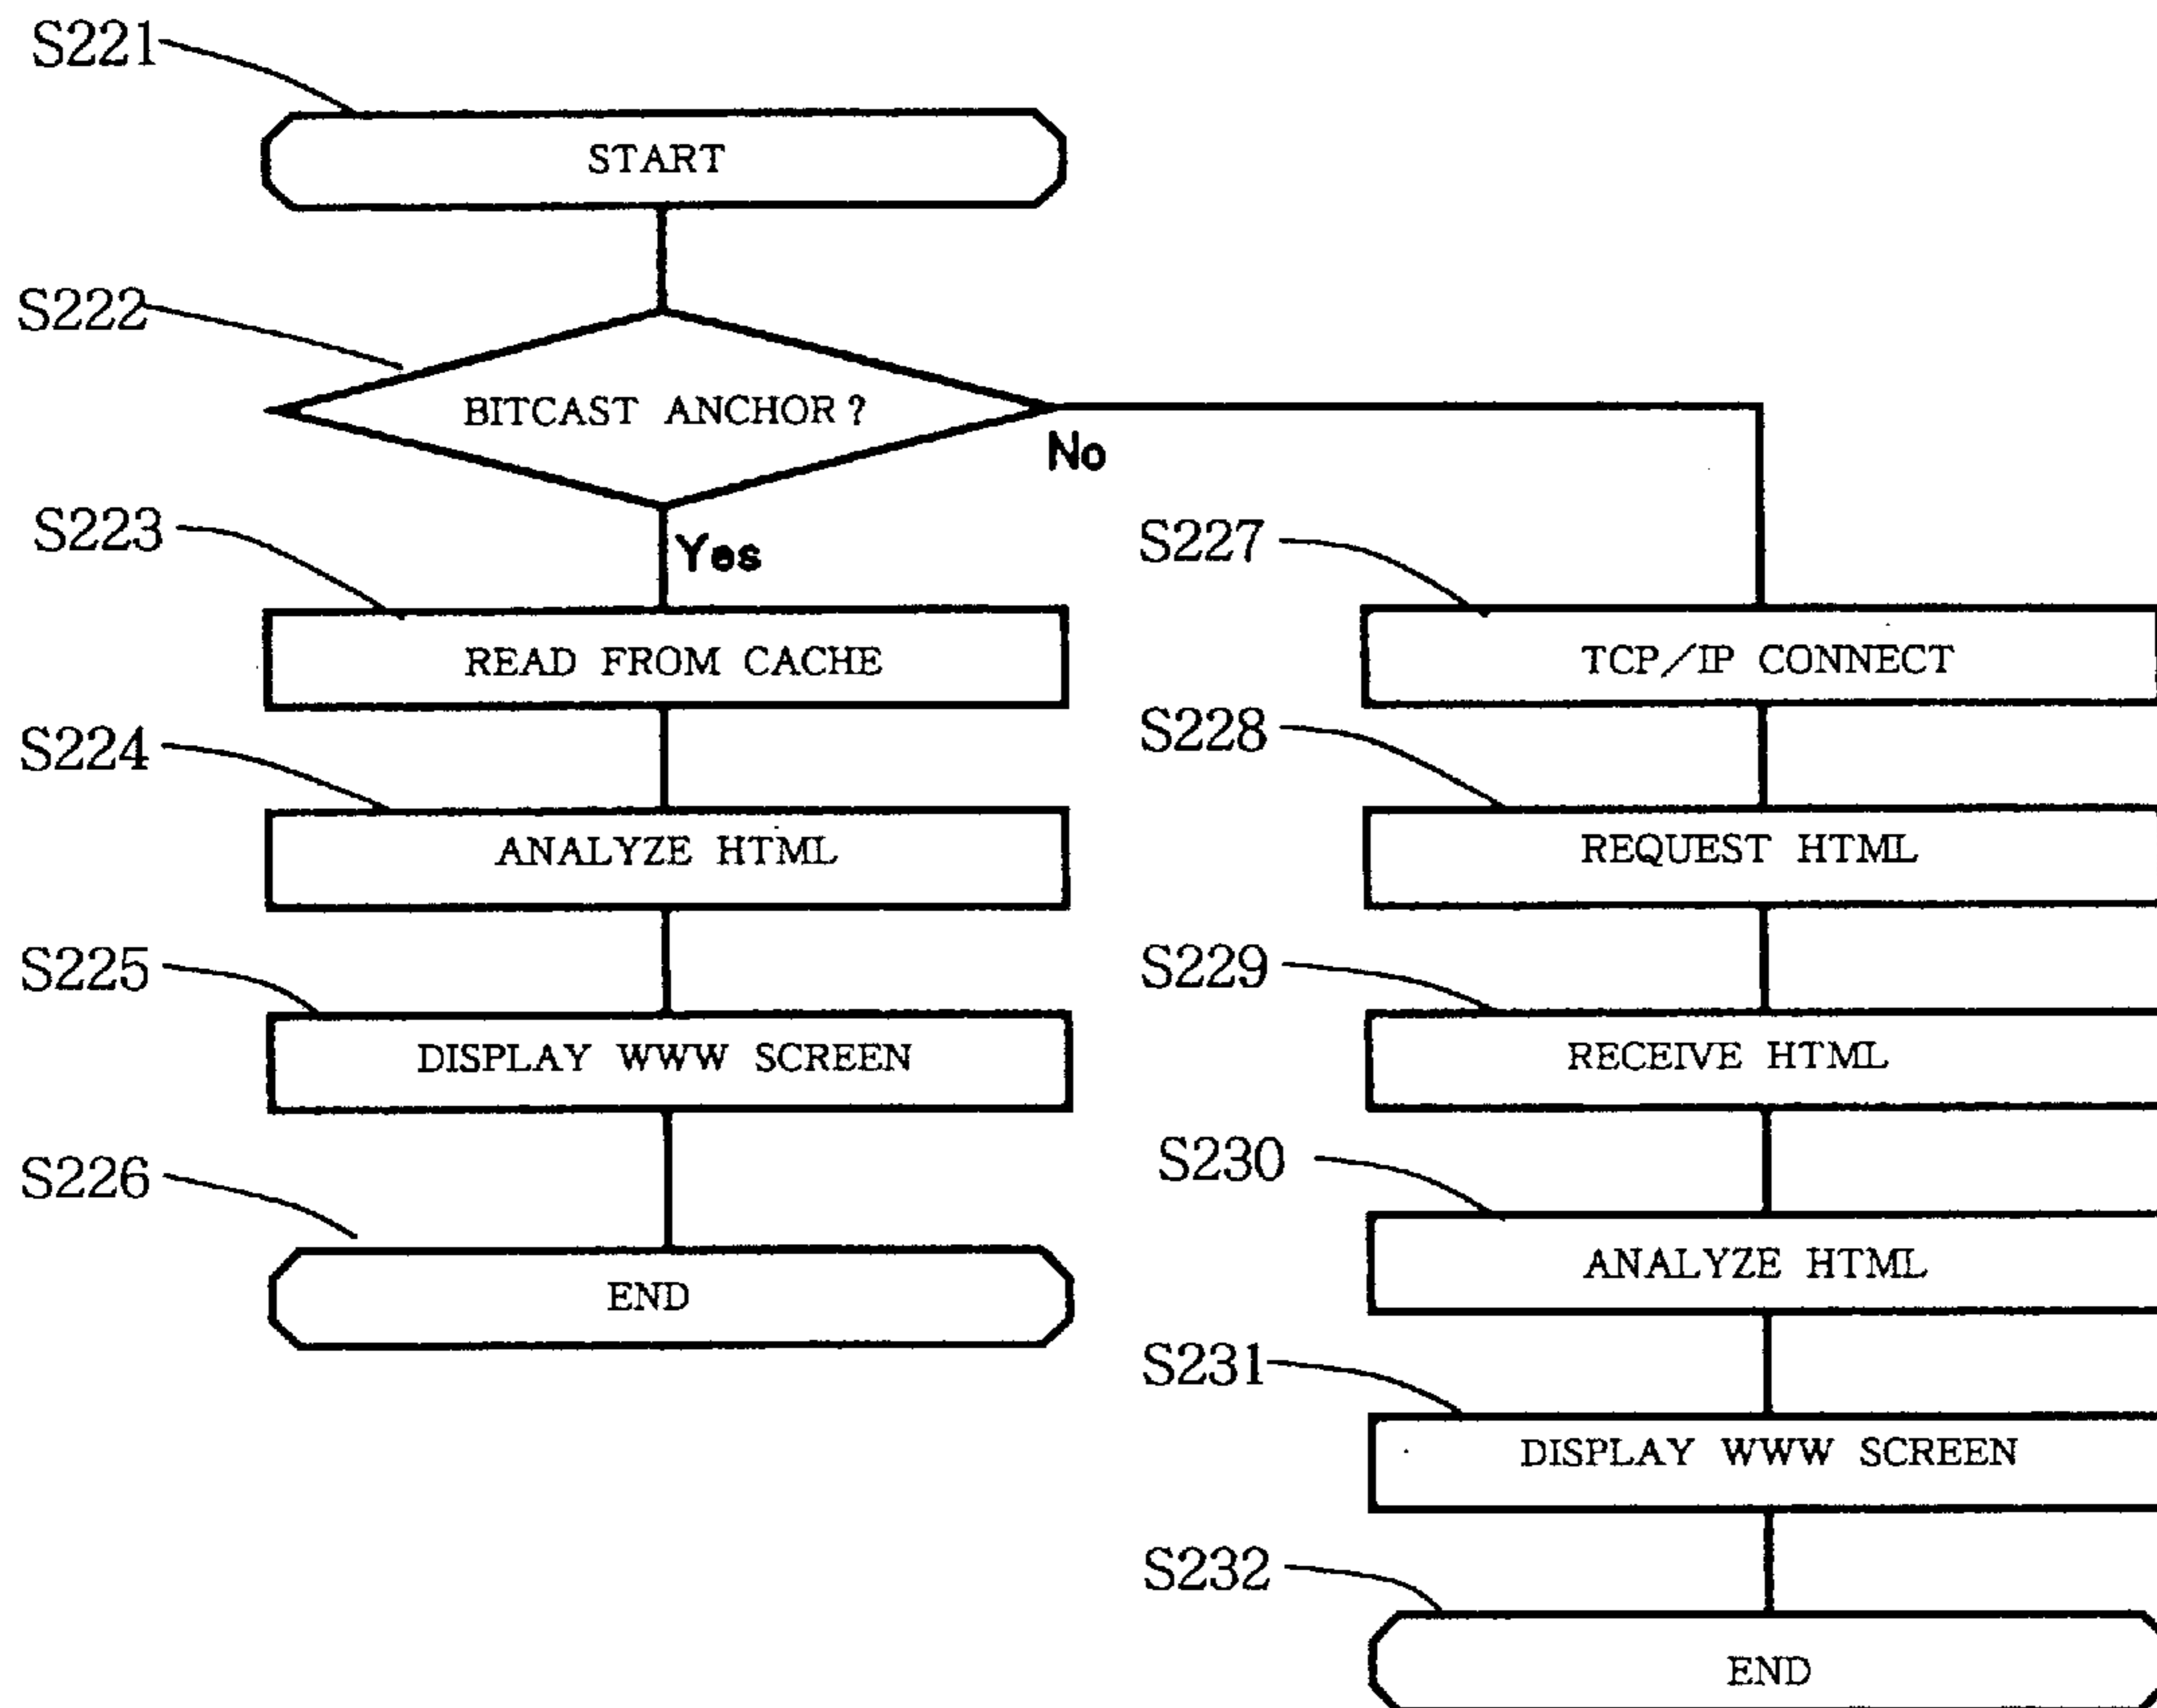 S221
START
S222
BITCAST ANCHOR?
No
Yes
S223
READ FROM CACHE
S224
ANALYZE HTML
S225
DISPLAY WWW SCREEN
S226
END
S227
TCP/IP CONNECT
S228
REQUEST HTML
S229
RECEIVE HTML
S230
ANALYZE HTML
S231
DISPLAY WWW SCREEN
S232
END